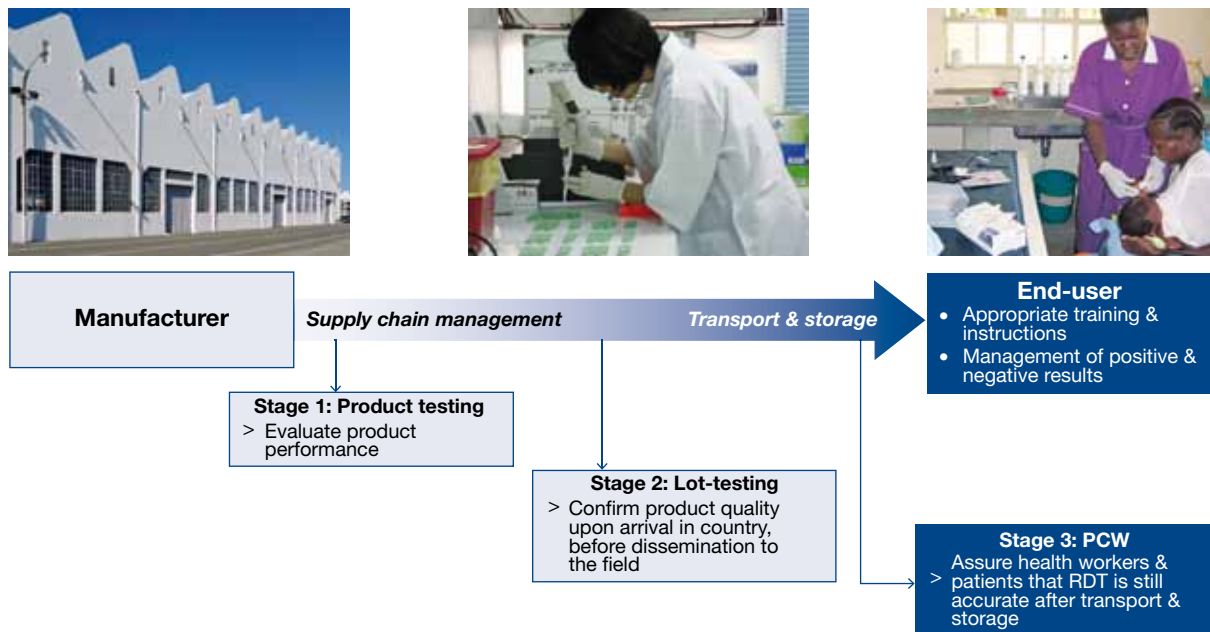 Manufacturer
Supply chain management
Transport & storage
End-user
• Appropriate training &
instructions
• Management of positive &
negative results
Stage 1: Product testing
> Evaluate product
performance
Stage 2: Lot-testing
> Confirm product quality
upon arrival in country,
before dissemination to
the field
Stage 3: PCW
> Assure health workers &
patients that RDT is still
accurate after transport &
storage